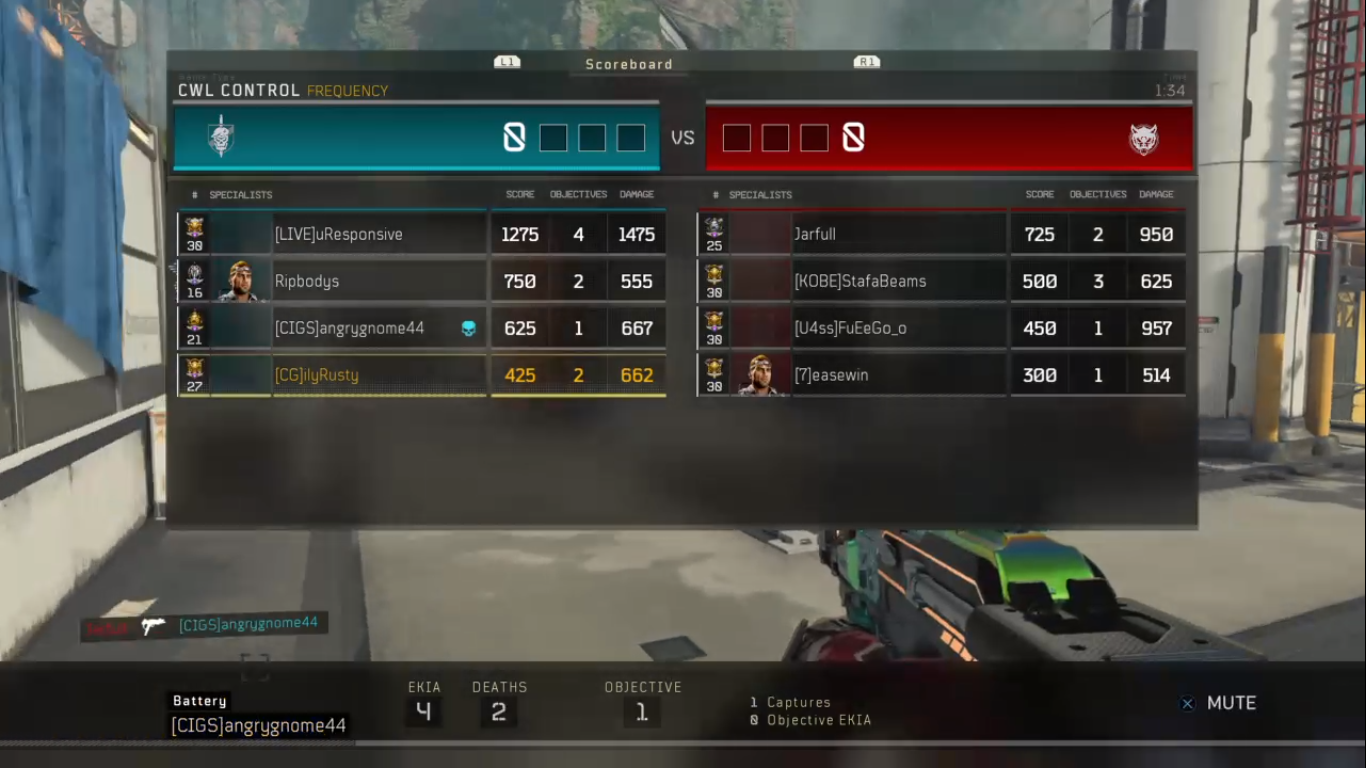 L1 Scoreboard R1
CWL CONTROL FREQUENCY 1:34
0 VS 0
# SPECIALISTS SCORE OBJECTIVES DAMAGE # SPECIALISTS SCORE OBJECTIVES DAMAGE
30 [LIVE]uResponsive 1275 4 1475 25 Jarfull 725 2 950
16 Ripbodys 750 2 555 30 [KOBE]StafaBeams 500 3 625
21 [CIGS]angrygnome44 625 1 667 30 [U4ss]FuEeGo_o 450 1 957
27 [CG]ilyRusty 425 2 662 30 [7]easewin 300 1 514
Jarfull [CIGS]angrygnome44
Battery
[CIGS]angrygnome44
EKIA DEATHS OBJECTIVE
4 2 1
1 Captures
0 Objective EKIA
MUTE